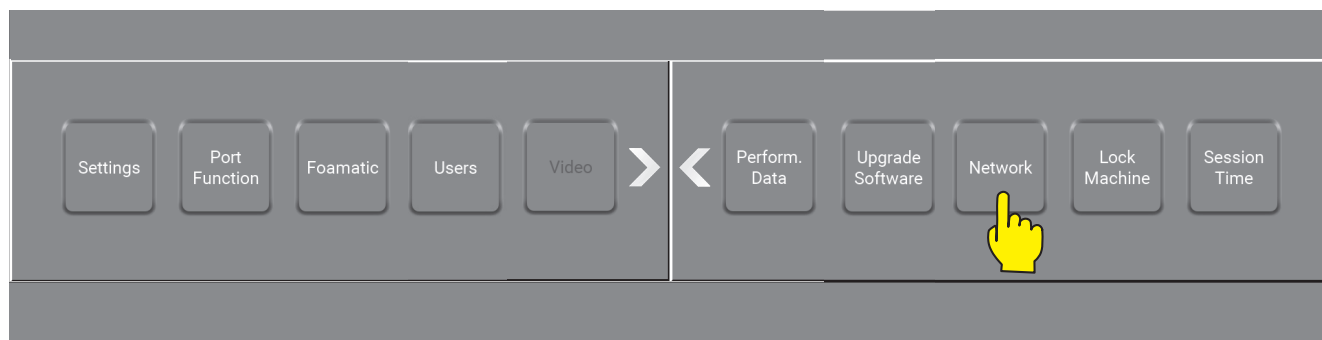 Settings
Port
Function
Foamatic
Users
Video
Perform.
Data
Upgrade
Software
Network
Lock
Machine
Session
Time